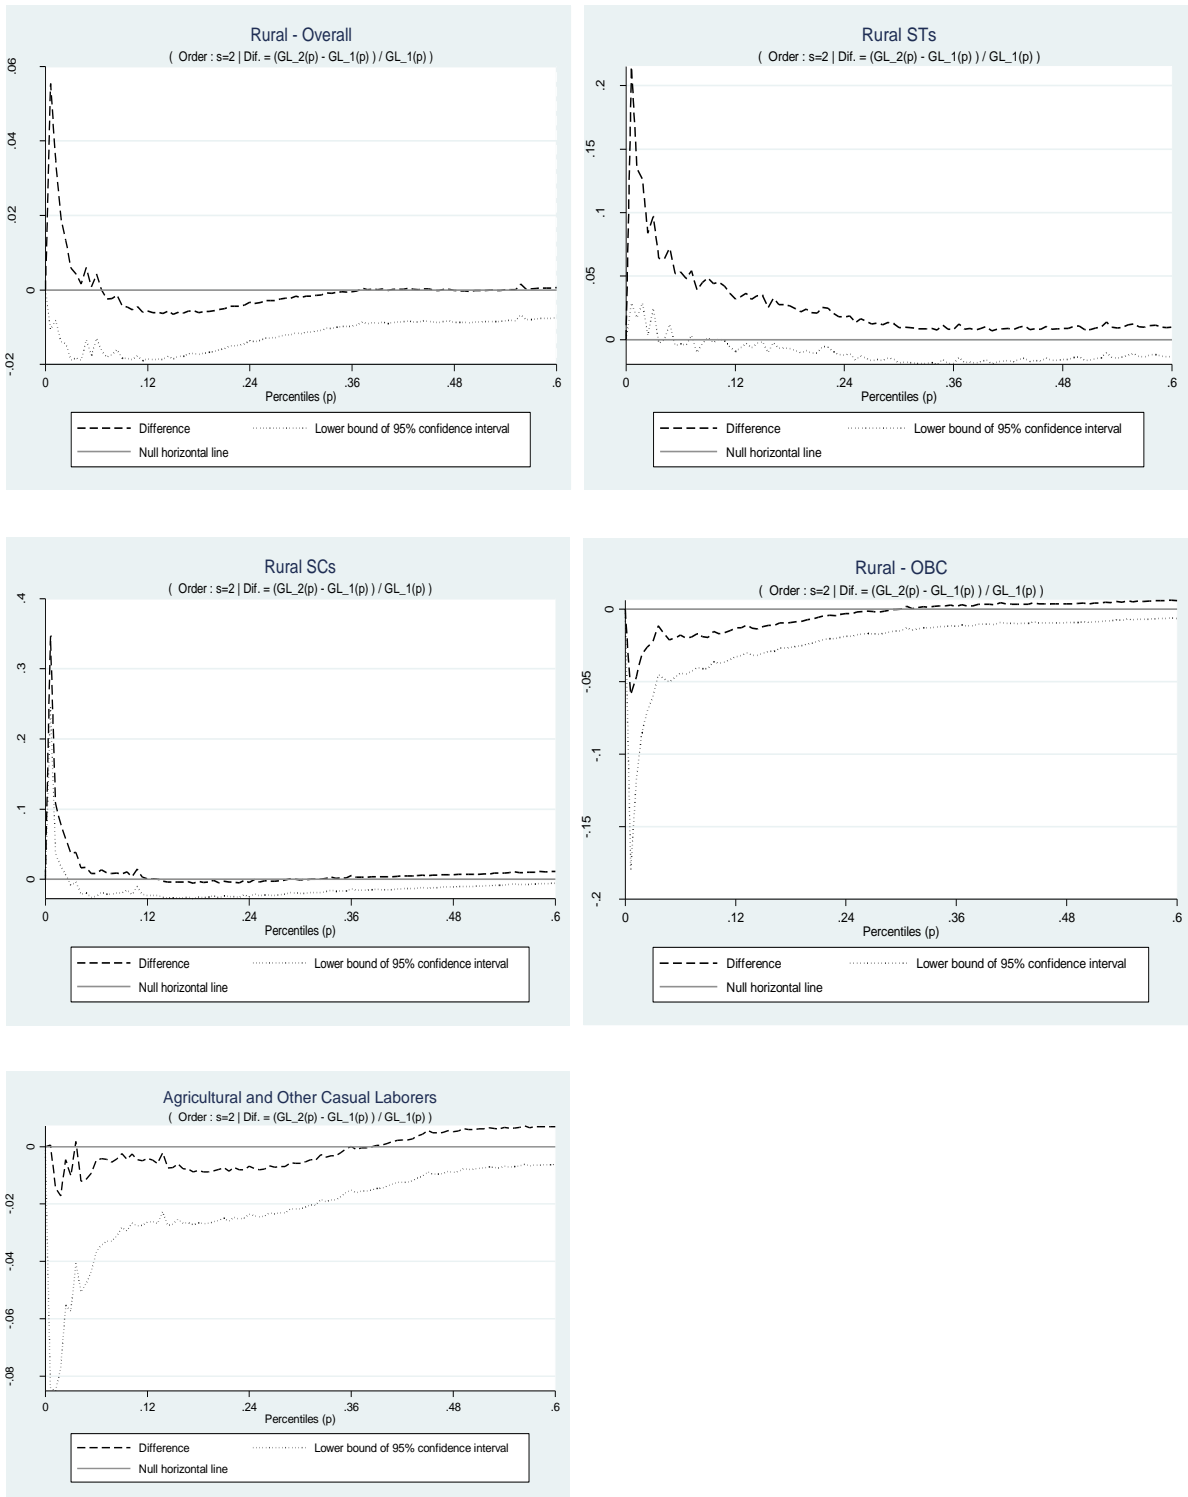 Rural - Overall
( Order : s=2 | Dif. = (GL_2(p) - GL_1(p) ) / GL_1(p) )
.06
.04
.02
0
-.02
0 .12 .24 .36 .48 .6
Percentiles (p)
Difference Lower bound of 95% confidence interval
Null horizontal line
Rural STs
( Order : s=2 | Dif. = (GL_2(p) - GL_1(p) ) / GL_1(p) )
.2
.15
.1
.05
0
0 .12 .24 .36 .48 .6
Percentiles (p)
Difference Lower bound of 95% confidence interval
Null horizontal line
Rural SCs
( Order : s=2 | Dif. = (GL_2(p) - GL_1(p) ) / GL_1(p) )
.4
.3
.2
.1
0
0 .12 .24 .36 .48 .6
Percentiles (p)
Difference Lower bound of 95% confidence interval
Null horizontal line
Rural - OBC
( Order : s=2 | Dif. = (GL_2(p) - GL_1(p) ) / GL_1(p) )
0
-.05
-.1
-.15
-.2
0 .12 .24 .36 .48 .6
Percentiles (p)
Difference Lower bound of 95% confidence interval
Null horizontal line
Agricultural and Other Casual Laborers
( Order : s=2 | Dif. = (GL_2(p) - GL_1(p) ) / GL_1(p) )
0
-.02
-.04
-.06
-.08
0 .12 .24 .36 .48 .6
Percentiles (p)
Difference Lower bound of 95% confidence interval
Null horizontal line